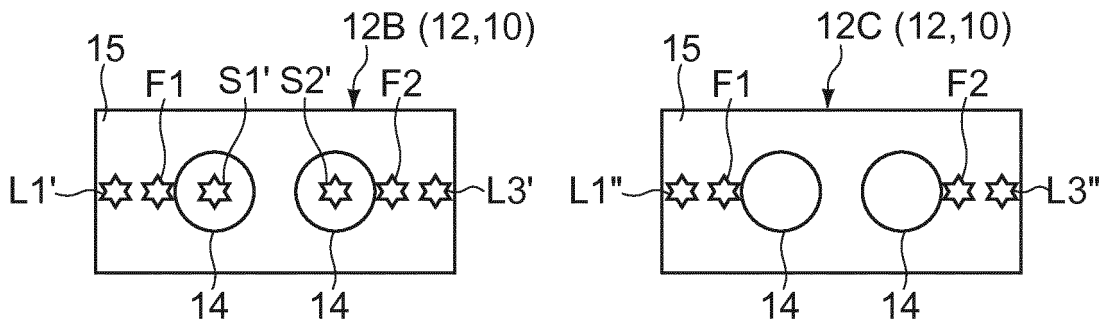 12B (12,10)
15 F1 S1' S2' F2
L1' L3'
14 14
12C (12,10)
15 F1 F2
L1" L3"
14 14